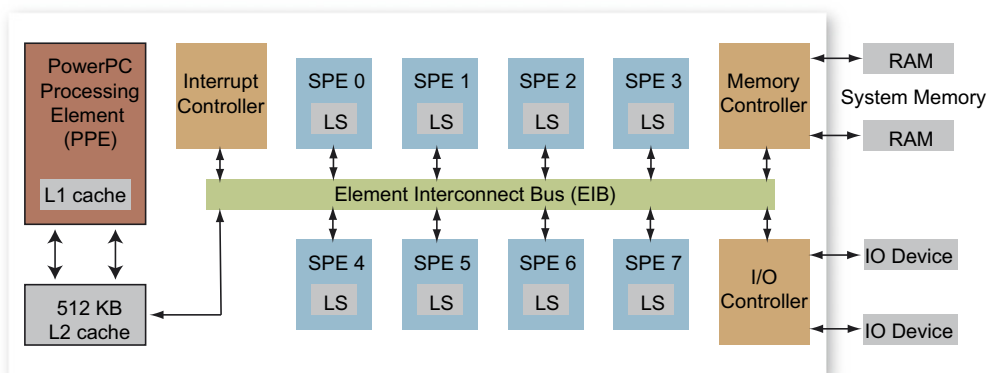 PowerPC
Processing
Element
(PPE)
L1 cache
512 KB
L2 cache
Interrupt
Controller
SPE 0
LS
SPE 1
LS
SPE 2
LS
SPE 3
LS
Memory
Controller
RAM
System Memory
RAM
Element Interconnect Bus (EIB)
SPE 4
LS
SPE 5
LS
SPE 6
LS
SPE 7
LS
I/O
Controller
IO Device
IO Device